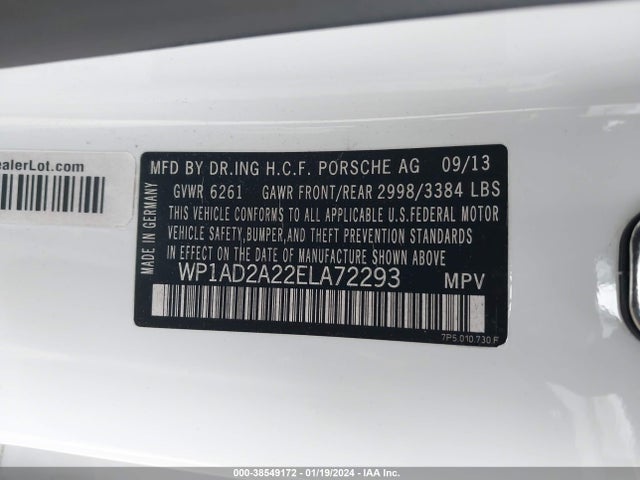 ealerLot.com
MFD BY DR.ING H.C.F. PORSCHE AG 09/13
GVWR 6261 GAWR FRONT/REAR 2998/3384 LBS
THIS VEHICLE CONFORMS TO ALL APPLICABLE U.S.FEDERAL MOTOR
VEHICLE SAFETY,BUMPER,AND THEFT PREVENTION STANDARDS
IN EFFECT ON THE DATE OF MANUFACTURE SHOWN ABOVE
WP1AD2A22ELA72293 MPV
MADE IN GERMANY
7P5.010.730 F
000-38549172 - 01/19/2024 - IAA Inc.